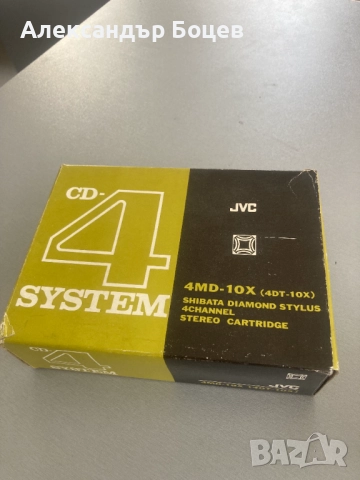 Александър Боцев
CD-
4
SYSTEM
JVC
4MD-10X (4DT-10X)
SHIBATA DIAMOND STYLUS
4CHANNEL
STEREO CARTRIDGE
CD-
4
SYSTEM
JVC
BAZAR